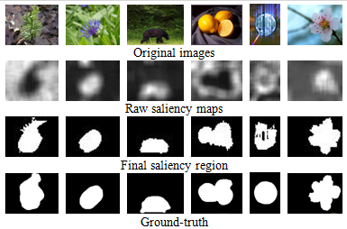 Original images
Raw saliency maps
Final saliency region
Ground-truth